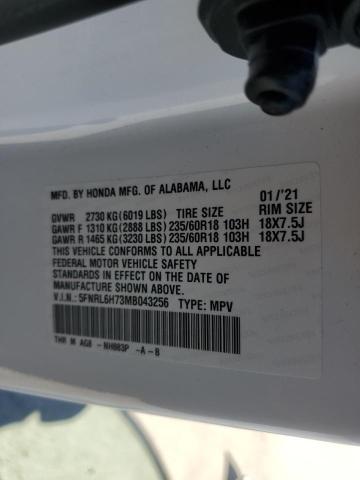 MFD. BY HONDA MFG. OF ALABAMA, LLC 01/'21
GVWR 2730 KG(6019 LBS) TIRE SIZE RIM SIZE
GAWR F 1310 KG(2888 LBS) 235/60R18 103H 18X7.5J
GAWR R 1465 KG(3230 LBS) 235/60R18 103H 18X7.5J
THIS VEHICLE CONFORMS TO ALL APPLICABLE
FEDERAL MOTOR VEHICLE SAFETY
STANDARDS IN EFFECT ON THE DATE OF
MANUFACTURE SHOWN ABOVE.
V.I.N.: 5FNRL6H73MB043256 TYPE: MPV
THR M AG8 -NH883P -A-B